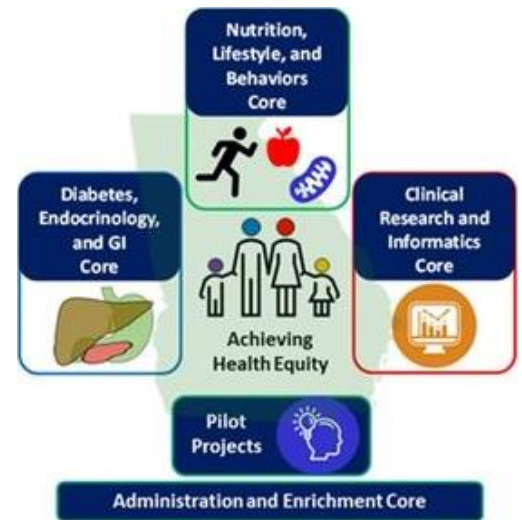 Nutrition,
Lifestyle, and
Behaviors
Core
Diabetes,
Endocrinology,
and GI
Core
Clinical
Research and
Informatics
Core
Achieving
Health Equity
Pilot
Projects
Administration and Enrichment Core